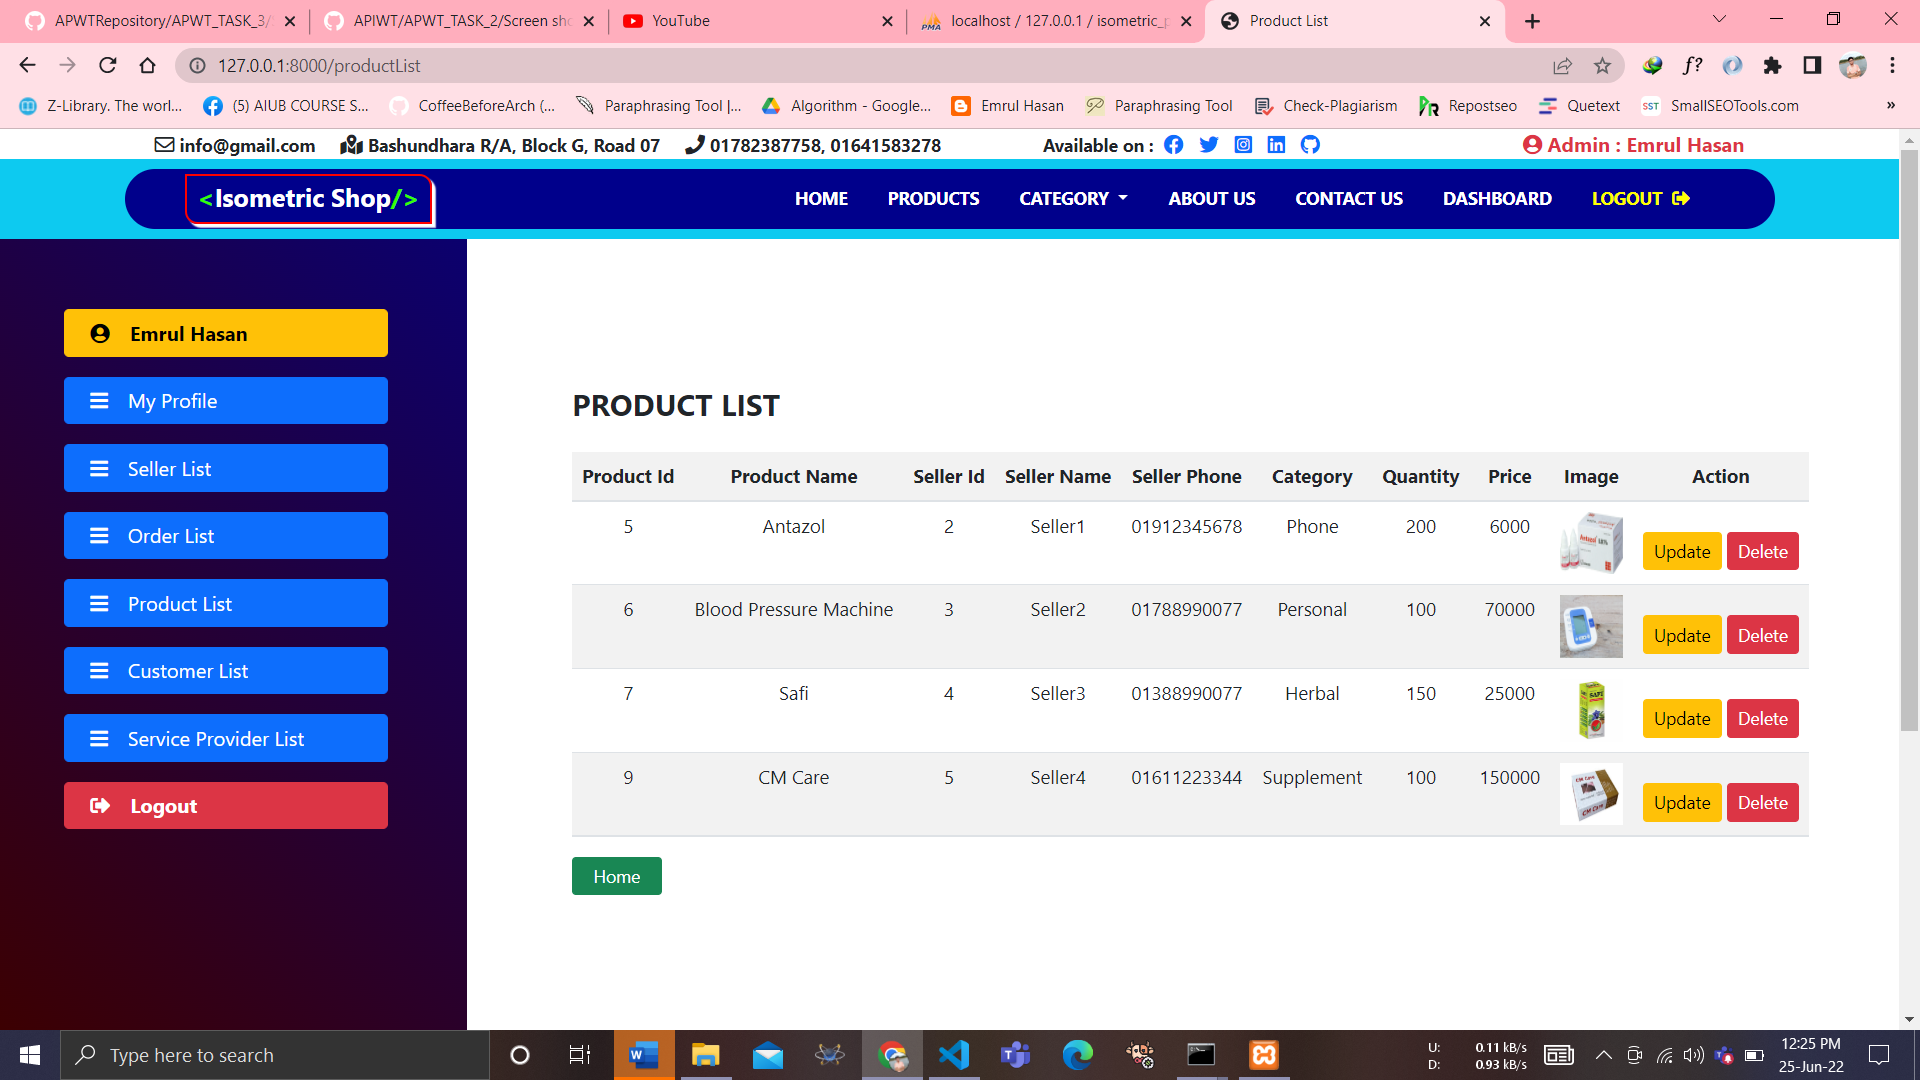 APWTRepository/APWT_TASK_3/
APIWT/APWT_TASK_2/Screen sho
YouTube
localhost / 127.0.0.1 / isometric_p
Product List
127.0.0.1:8000/productList
Z-Library. The worl...
(5) AIUB COURSE S...
CoffeeBeforeArch (...
Paraphrasing Tool |...
Algorithm - Google...
Emrul Hasan
Paraphrasing Tool
Check-Plagiarism
Repostseo
Quetext
SmallSEOTools.com
»
info@gmail.com
Bashundhara R/A, Block G, Road 07
01782387758, 01641583278
Available on :
Admin : Emrul Hasan
<Isometric Shop/>
HOME
PRODUCTS
CATEGORY
ABOUT US
CONTACT US
DASHBOARD
LOGOUT
Emrul Hasan
My Profile
Seller List
Order List
Product List
Customer List
Service Provider List
Logout
PRODUCT LIST
Product Id Product Name Seller Id Seller Name Seller Phone Category Quantity Price Image Action
5 Antazol 2 Seller1 01912345678 Phone 200 6000 Update Delete
6 Blood Pressure Machine 3 Seller2 01788990077 Personal 100 70000 Update Delete
7 Safi 4 Seller3 01388990077 Herbal 150 25000 Update Delete
9 CM Care 5 Seller4 01611223344 Supplement 100 150000 Update Delete
Home
Type here to search
U: 0.11 kB/s
D: 0.93 kB/s
12:25 PM
25-Jun-22